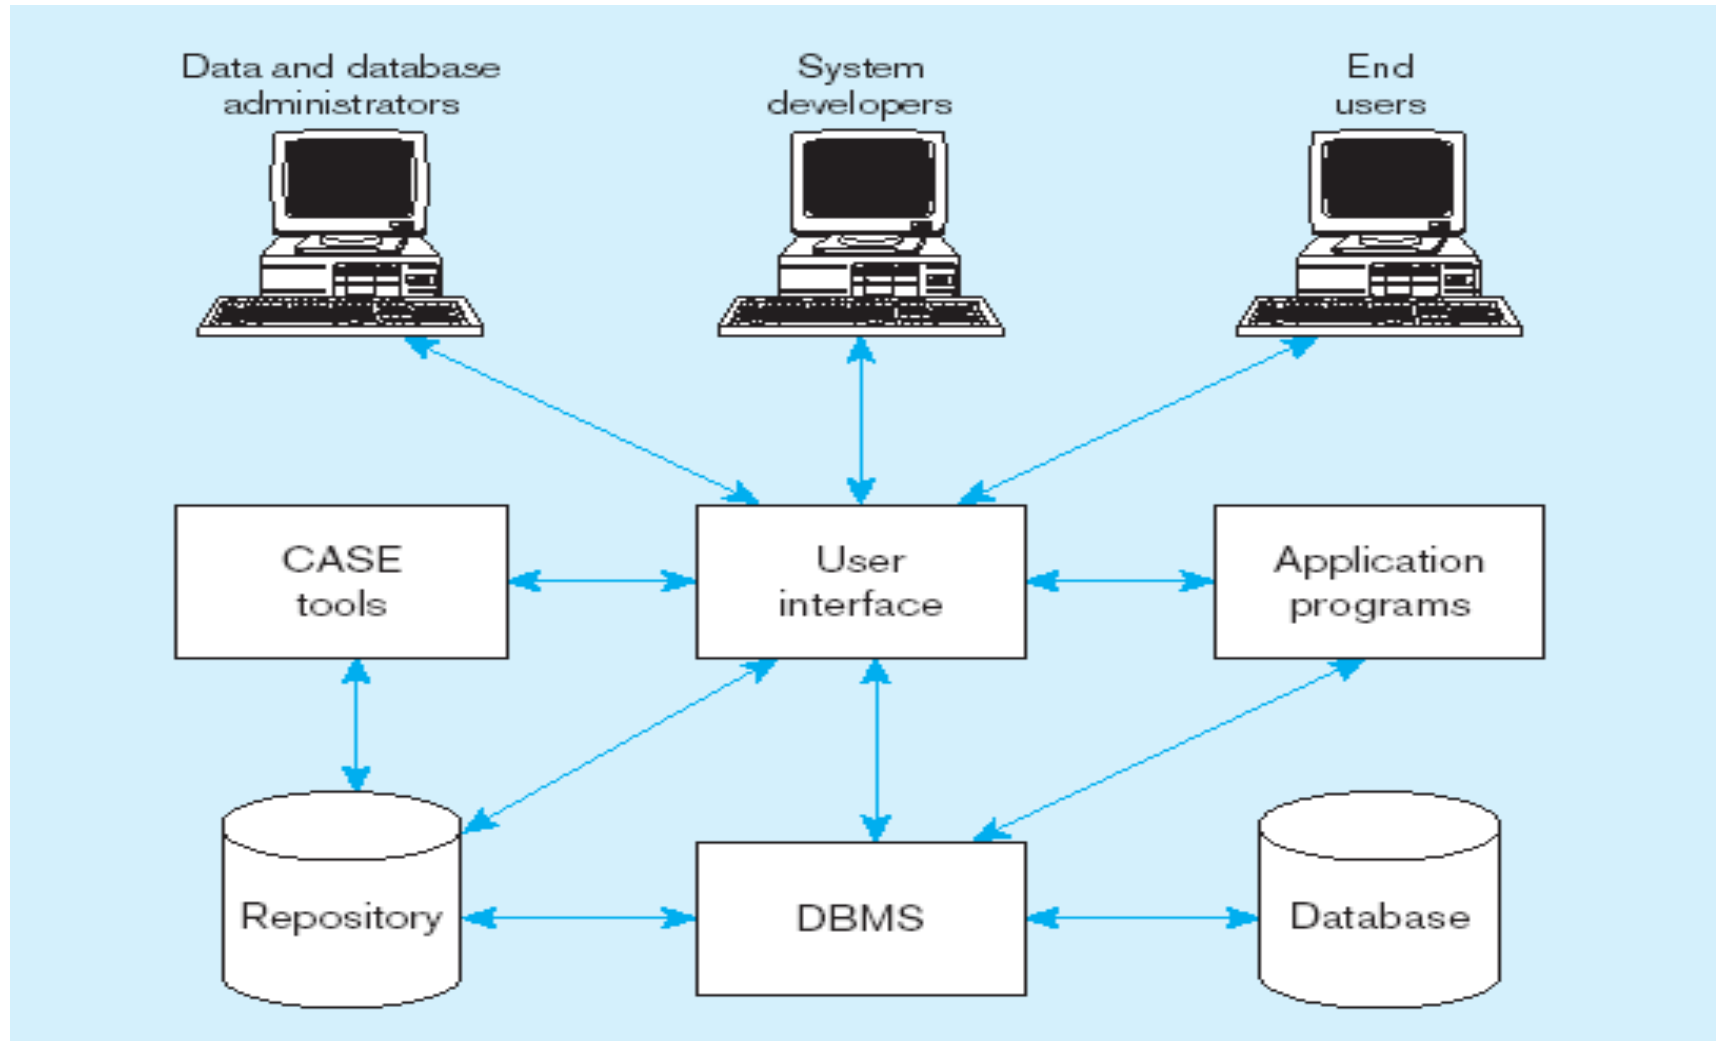 Data and database
administrators
System
developers
End
users
CASE
tools
User
interface
Application
programs
Repository
DBMS
Database